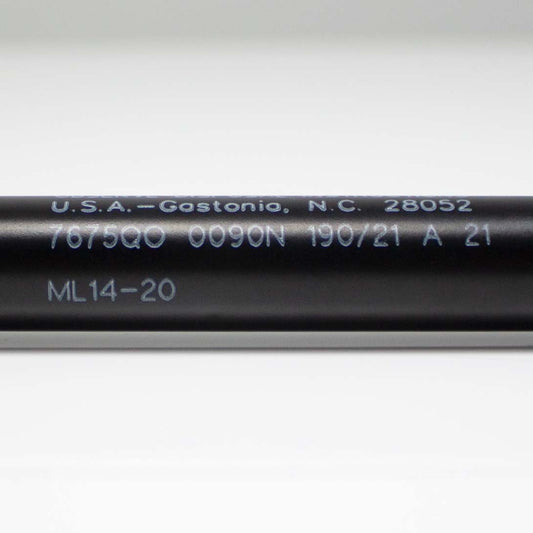 U.S.A.-Gastonia, N.C. 28052
7675QO 0090N 190/21 A 21
ML14-20